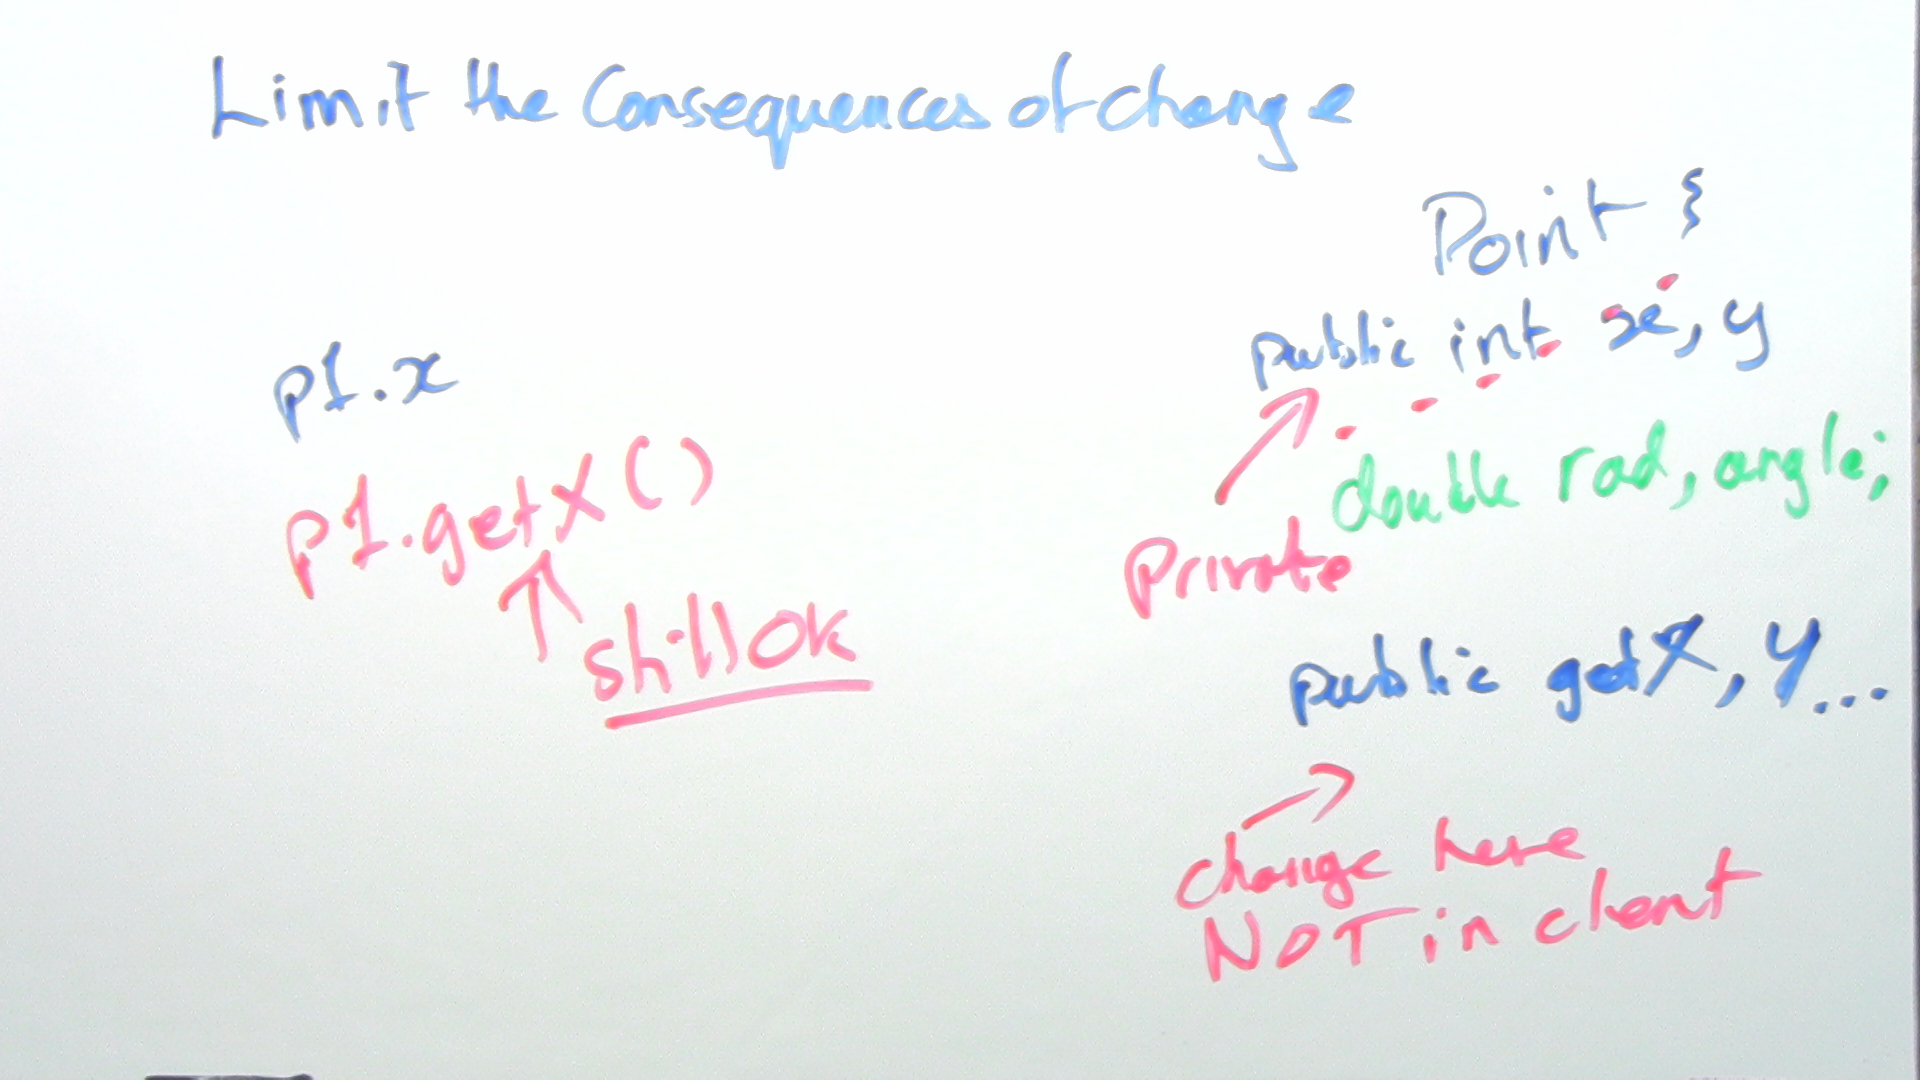 Limit the Consequences of change
Point {
public int x, y
p1.x
double rad, angle;
p1.getX()
private
still OK
public getX, Y...
change here
NOT in client